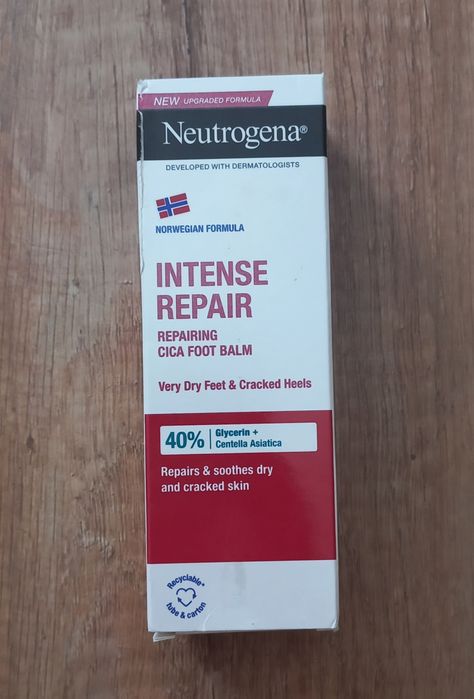 NEW UPGRADED FORMULA
Neutrogena®
DEVELOPED WITH DERMATOLOGISTS
NORWEGIAN FORMULA
INTENSE
REPAIR
REPAIRING
CICA FOOT BALM
Very Dry Feet & Cracked Heels
40% Glycerin +
Centella Asiatica
Repairs & soothes dry
and cracked skin
Recyclable*
tube & carton